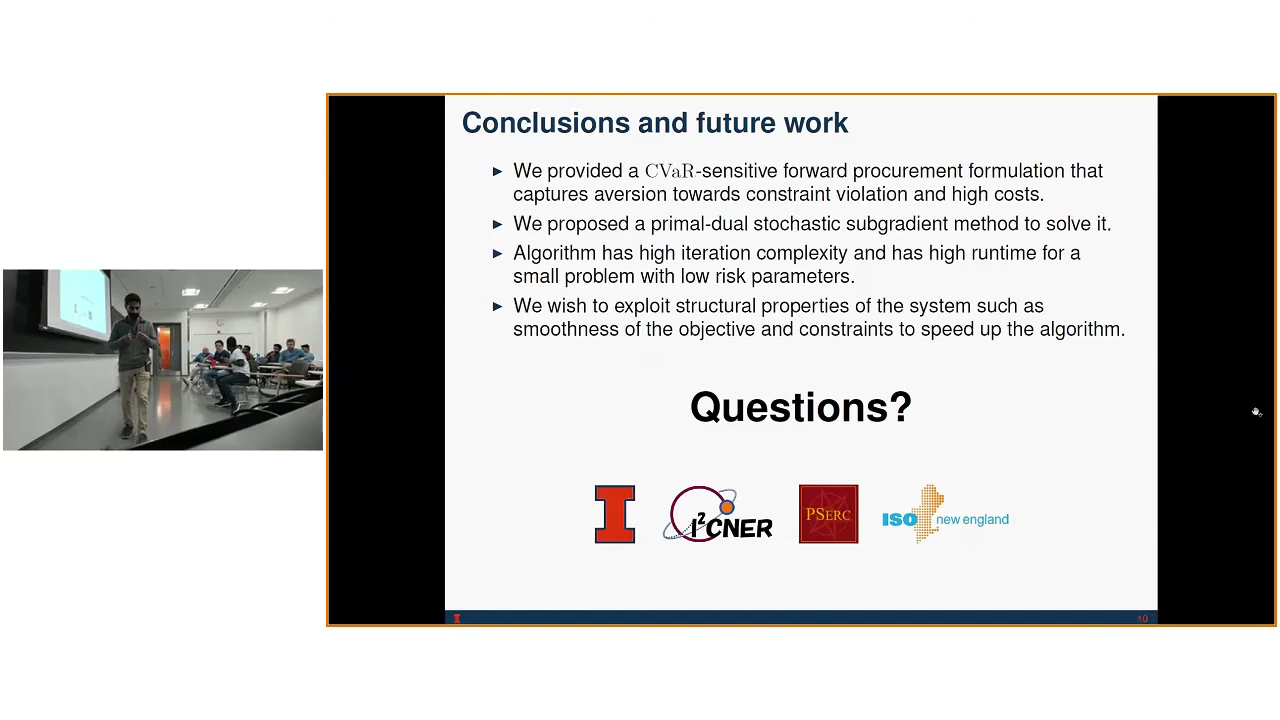 Conclusions and future work
We provided a CVaR-sensitive forward procurement formulation that
captures aversion towards constraint violation and high costs.
We proposed a primal-dual stochastic subgradient method to solve it.
Algorithm has high iteration complexity and has high runtime for a
small problem with low risk parameters.
We wish to exploit structural properties of the system such as
smoothness of the objective and constraints to speed up the algorithm.
Questions?
I
I²CNER
PSERC
ISO new england
I
10